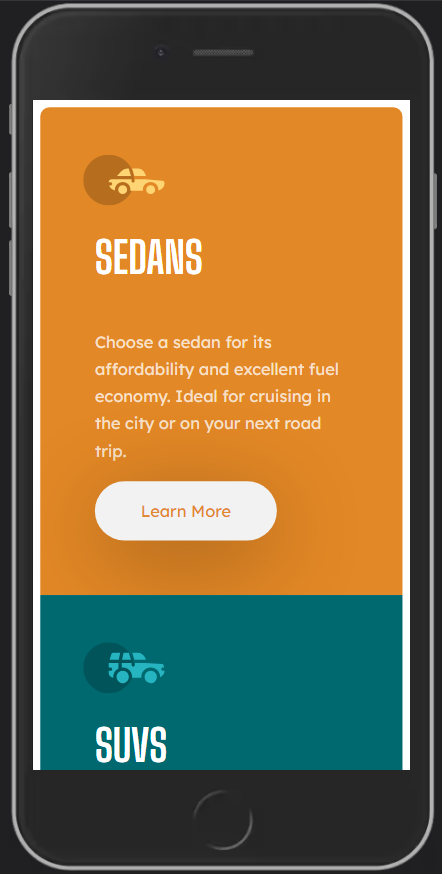 SEDANS
Choose a sedan for its
affordability and excellent fuel
economy. Ideal for cruising in
the city or on your next road
trip.
Learn More
SUVS